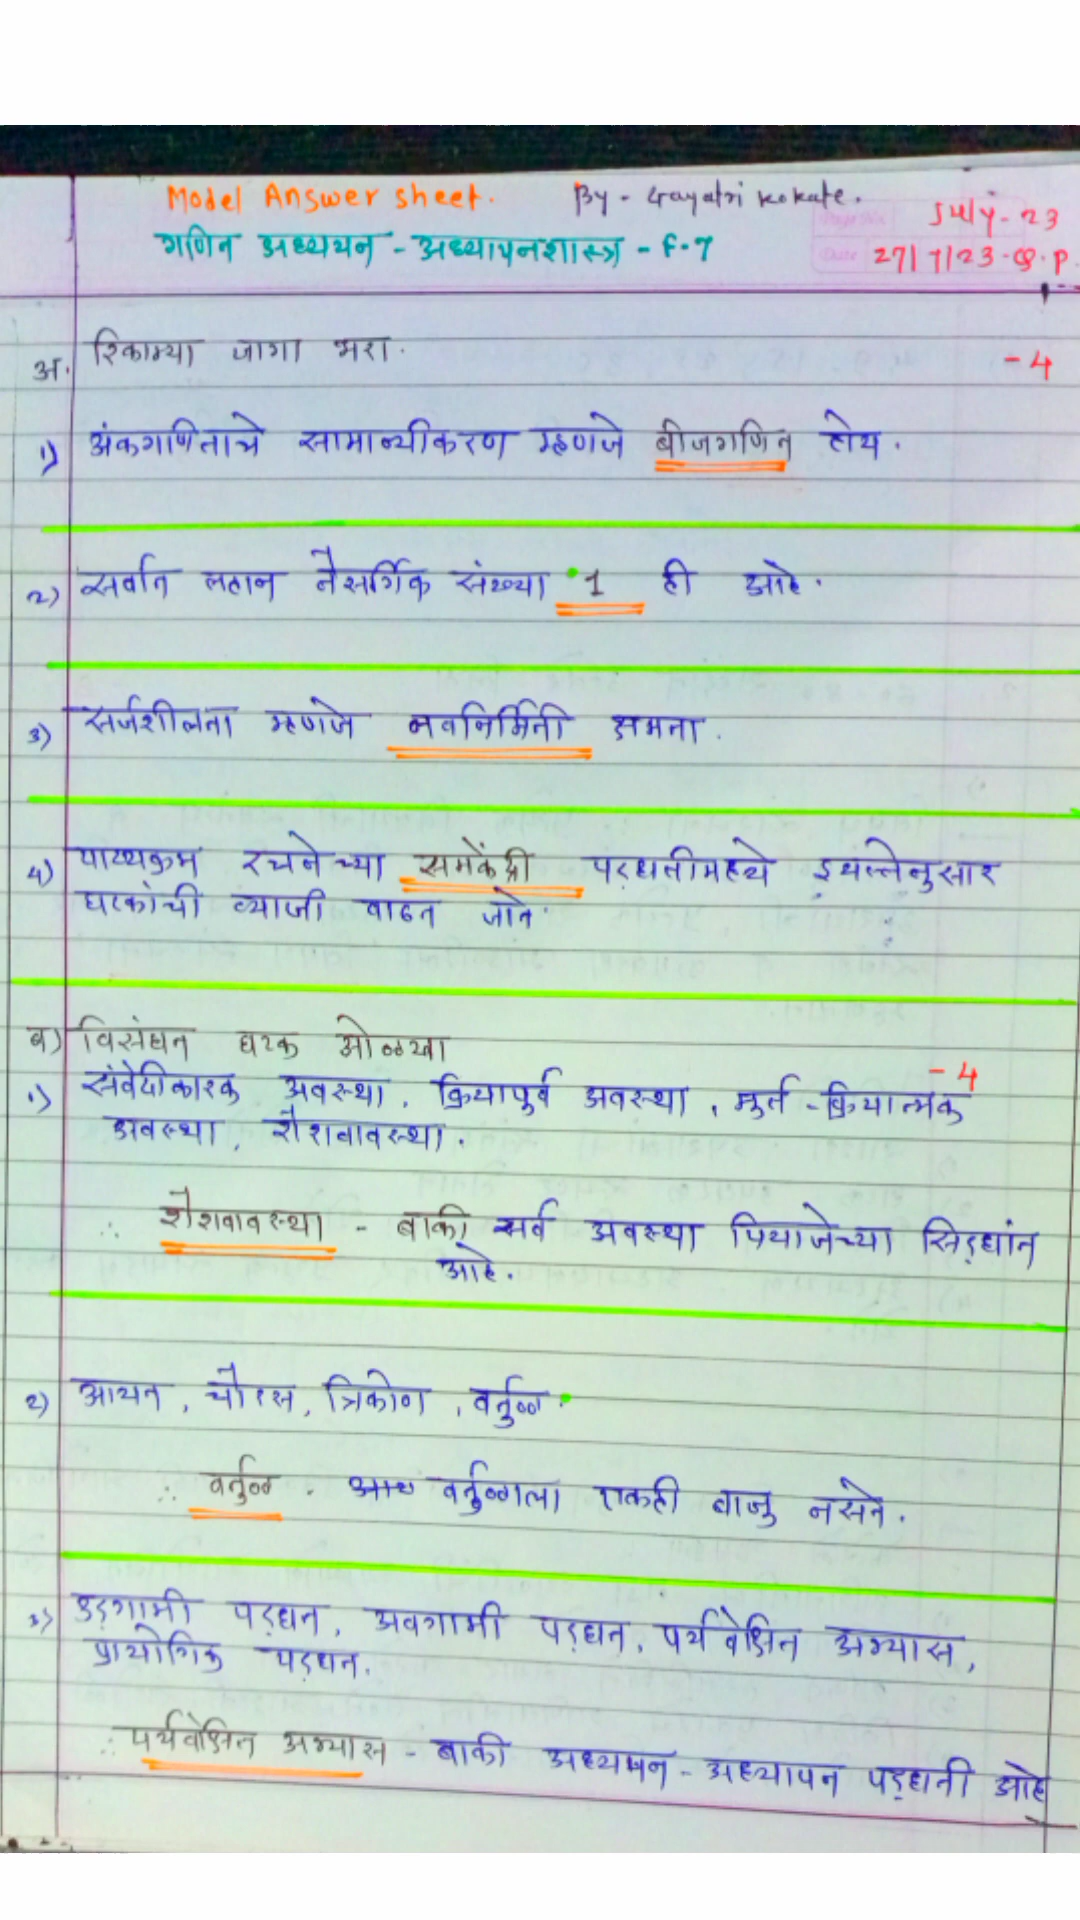 Model Answer sheet. By - Gayatri Kokate.
July-23
गणित अध्ययन - अध्यापनशास्त्र - F.7
27/7/23-Q.P.
अ. रिकाम्या जागा भरा. -4
1) अंकगणिताचे सामान्यीकरण म्हणजे बीजगणित होय.
2) सर्वात लहान नैसर्गिक संख्या 1 ही आहे.
3) सर्जशीलता म्हणजे नवनिर्मिती क्षमता.
4) पाठ्यक्रम रचनेच्या समकेंद्री पद्धतीमध्ये इयत्तेनुसार
घटकांची व्याप्ती वाढत जाते.
ब) विसंघत घटक ओळखा
-4
1) संवेदीकारक अवस्था, क्रियापुर्व अवस्था, मुर्त-क्रियात्मक
अवस्था, शैशवावस्था.
∴ शैशवावस्था - बाकी सर्व अवस्था पियाजेच्या सिद्धांत
आहे.
2) आयत, चौरस, त्रिकोण, वर्तुळ.
∴ वर्तुळ. वर्तुळाला एकही बाजु नसते.
3) उद्गामी पद्धत, अवगामी पद्धत, पर्यवेक्षित अभ्यास,
प्रायोगिक पद्धत.
∴ पर्यवेक्षित अभ्यास - बाकी अध्ययन - अध्यापन पद्धती आहे